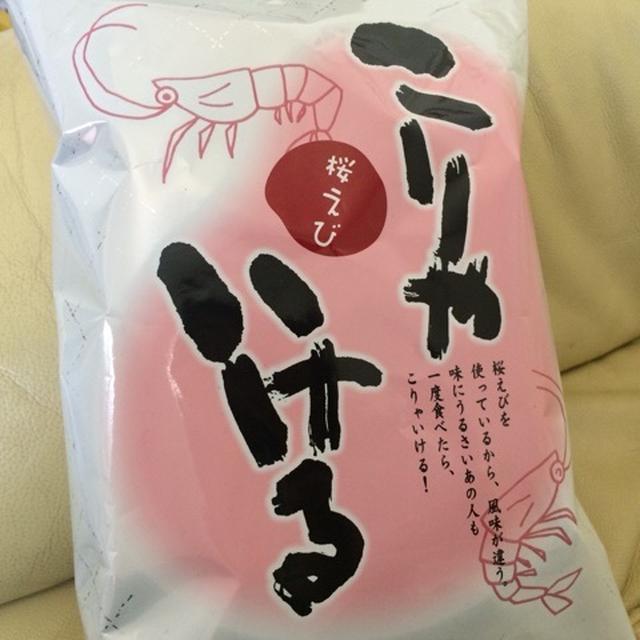 こりゃ
いける
桜えび
桜えびを
使っているから、風味が違う。
味にうるさいあの人も
一度食べたら、
こりゃいける！